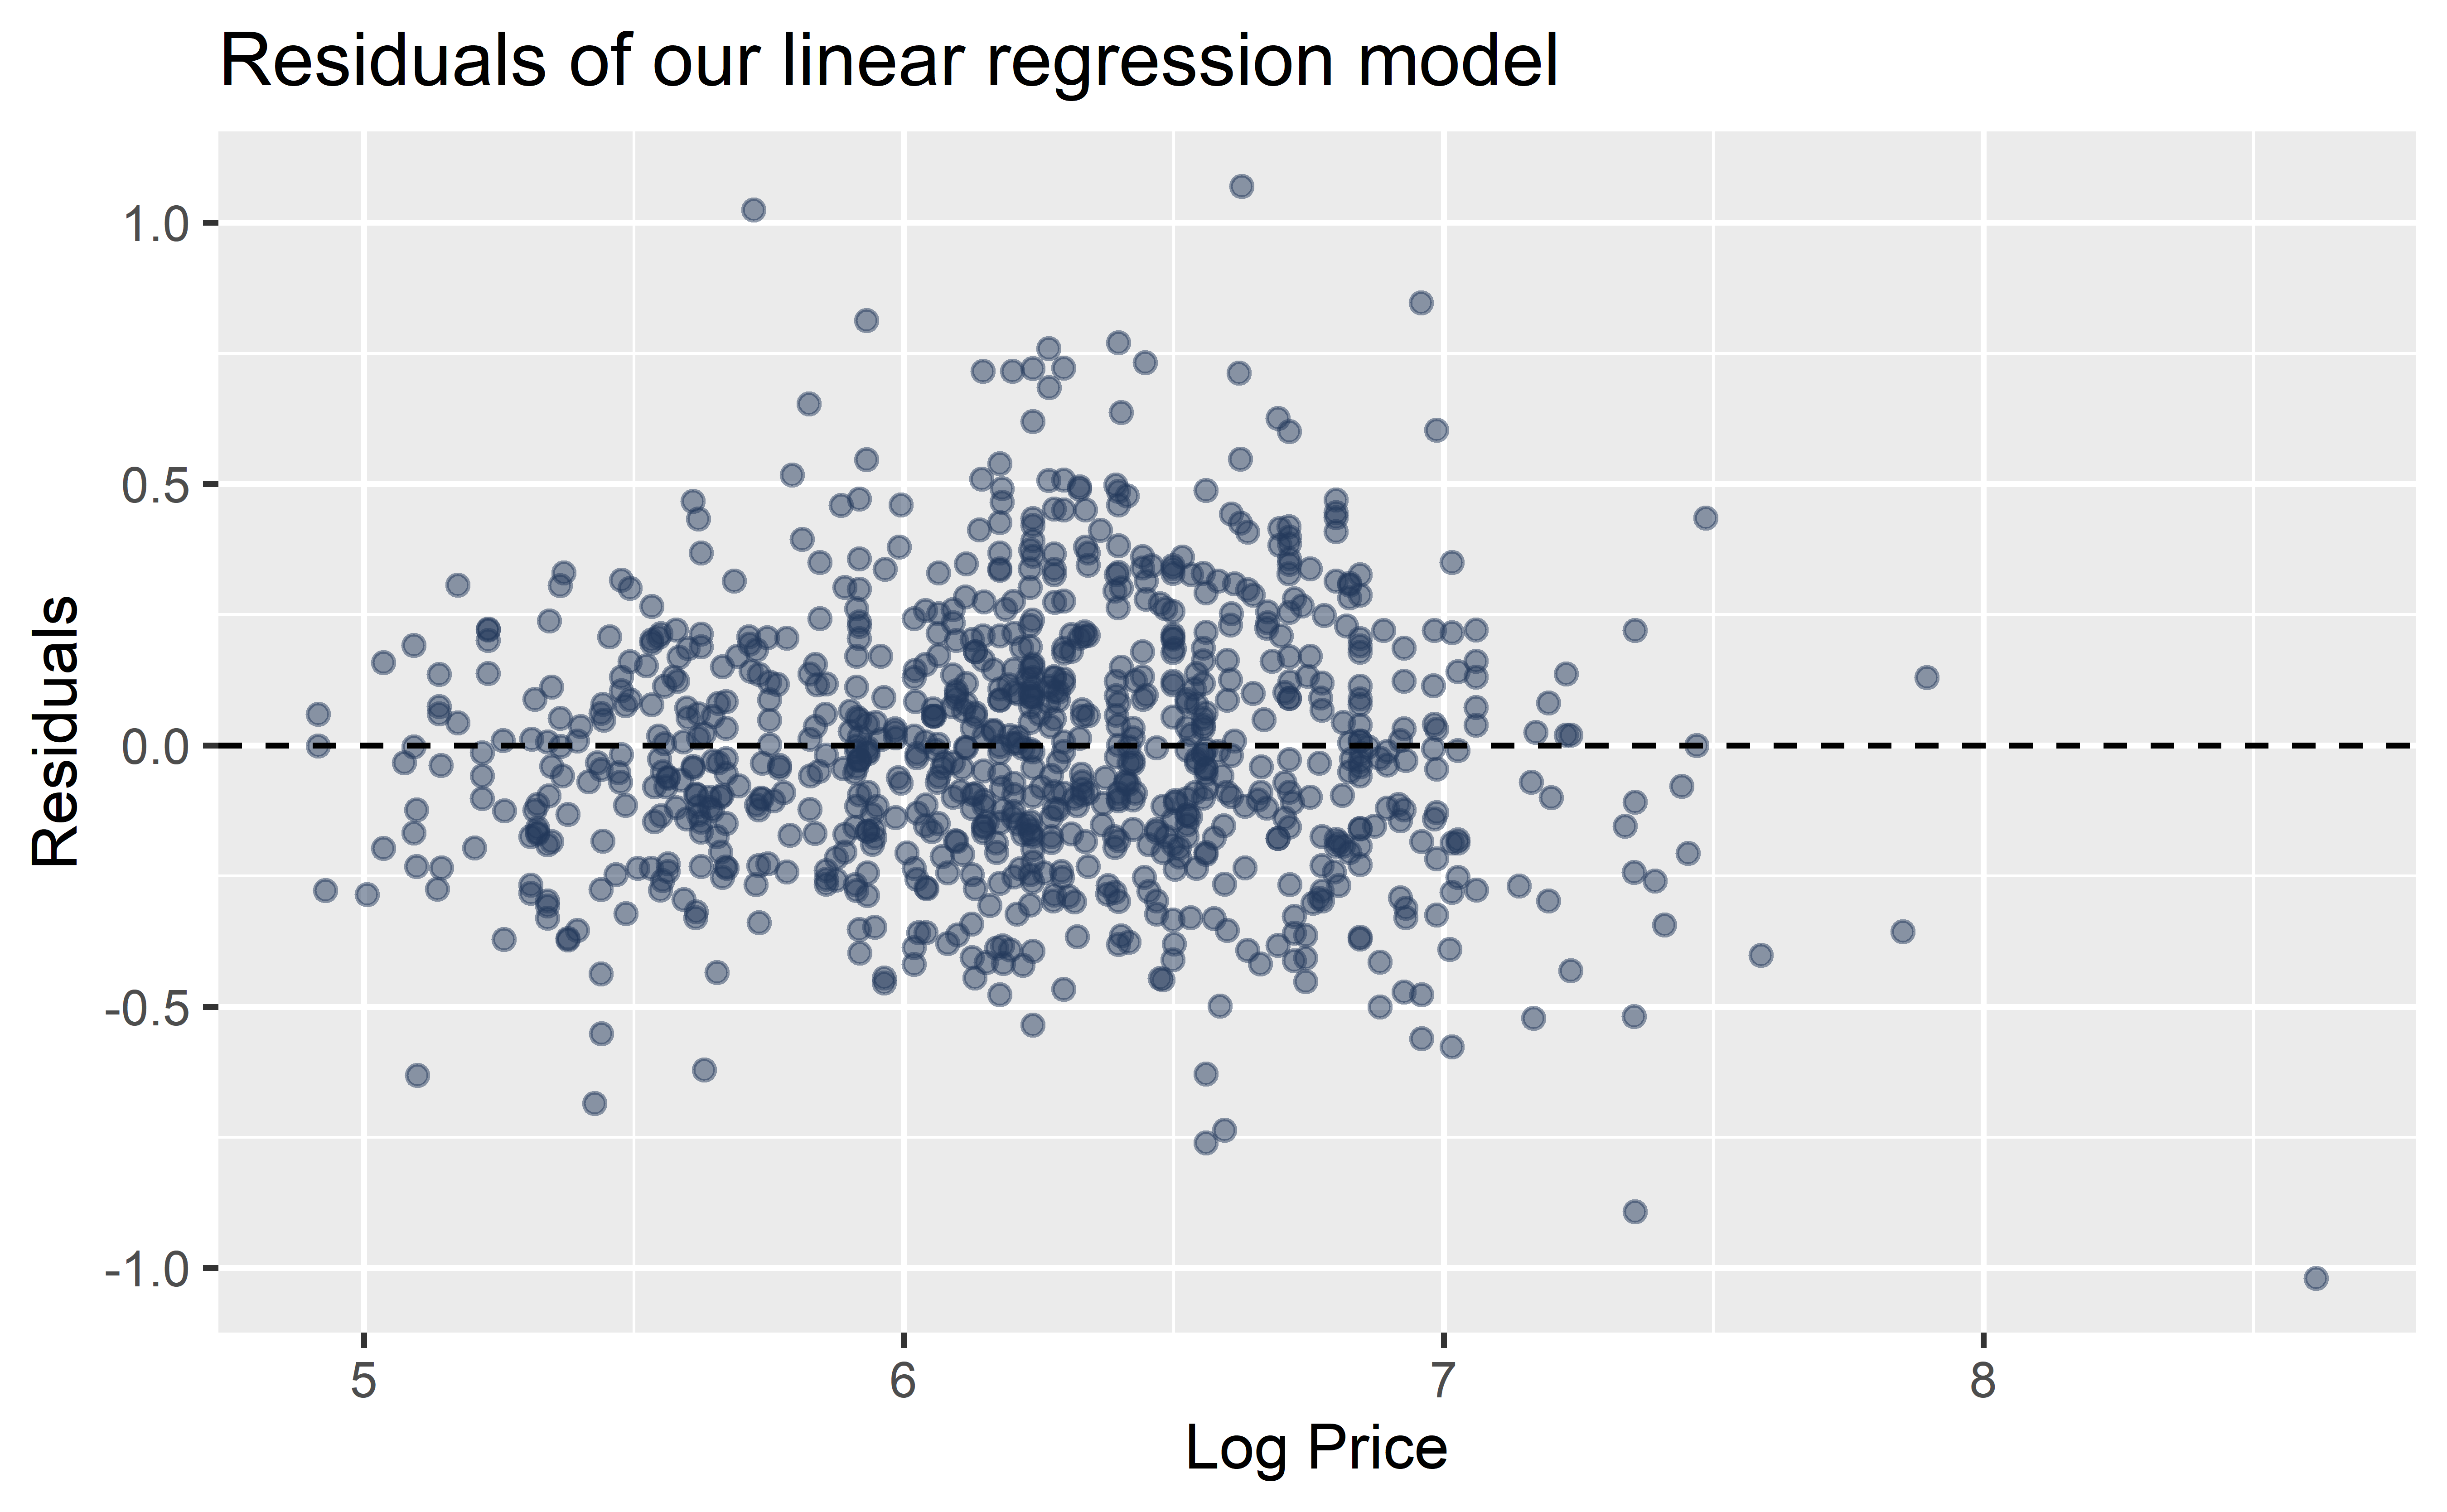 Residuals of our linear regression model
1.0
0.5
0.0
-0.5
-1.0
Residuals
5 6 7 8
Log Price